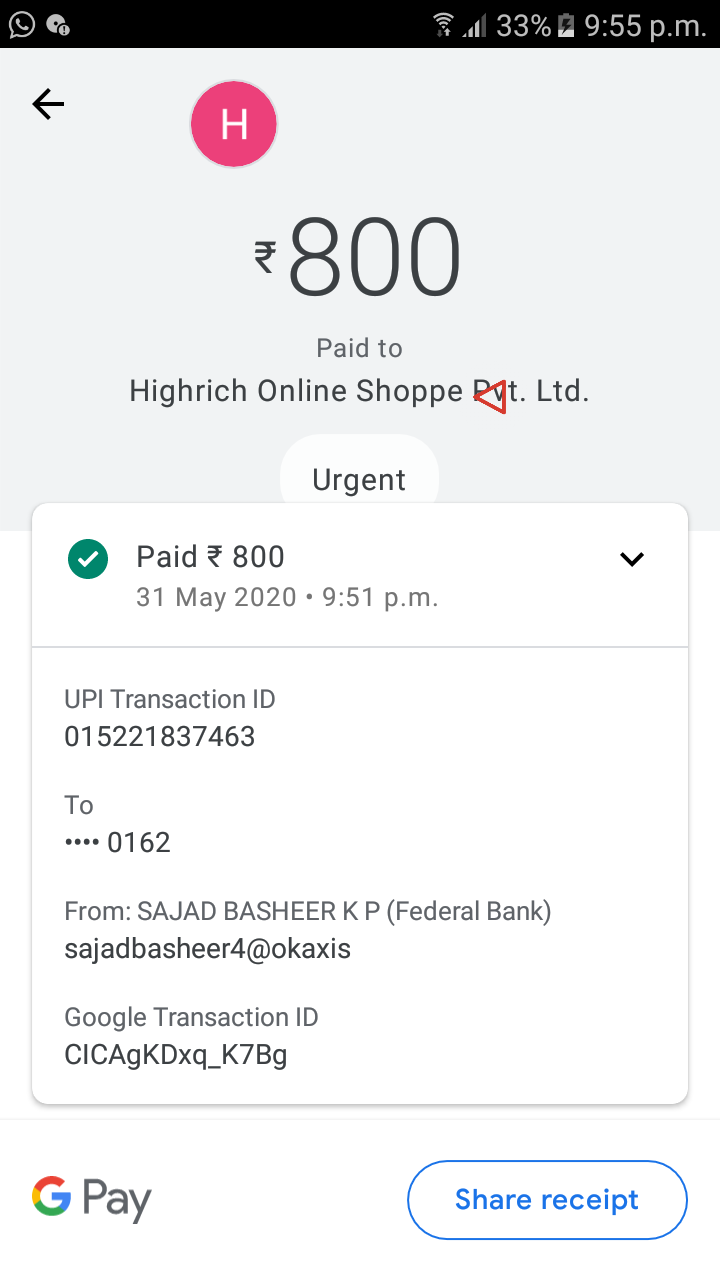 33% 9:55 p.m.
H
₹800
Paid to
Highrich Online Shoppe Pvt. Ltd.
Urgent
Paid ₹ 800
31 May 2020 • 9:51 p.m.
UPI Transaction ID
015221837463
To
•••• 0162
From: SAJAD BASHEER K P (Federal Bank)
sajadbasheer4@okaxis
Google Transaction ID
CICAgKDxq_K7Bg
G Pay
Share receipt